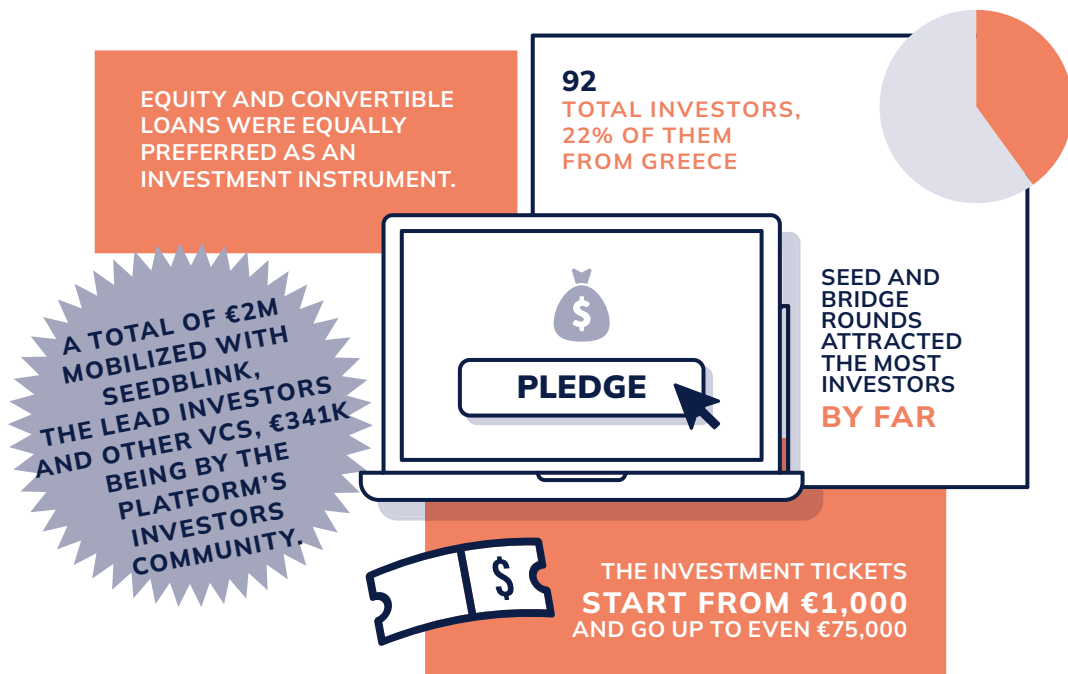 EQUITY AND CONVERTIBLE
LOANS WERE EQUALLY
PREFERRED AS AN
INVESTMENT INSTRUMENT.
92
TOTAL INVESTORS,
22% OF THEM
FROM GREECE
A TOTAL OF €2M
MOBILIZED WITH
SEEDBLINK,
THE LEAD INVESTORS
AND OTHER VCS, €341K
BEING BY THE
PLATFORM'S
INVESTORS
COMMUNITY.
$
PLEDGE
SEED AND
BRIDGE
ROUNDS
ATTRACTED
THE MOST
INVESTORS
BY FAR
$
THE INVESTMENT TICKETS
START FROM €1,000
AND GO UP TO EVEN €75,000